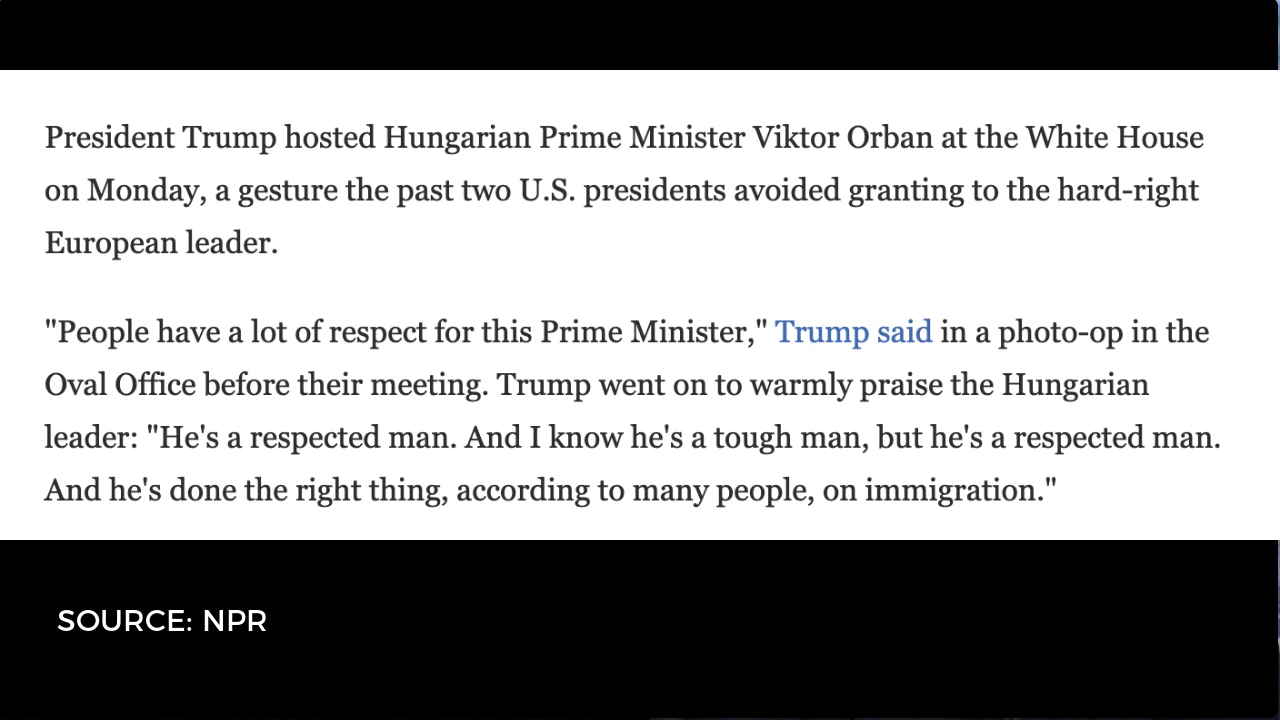 President Trump hosted Hungarian Prime Minister Viktor Orban at the White House
on Monday, a gesture the past two U.S. presidents avoided granting to the hard-right
European leader.
"People have a lot of respect for this Prime Minister," Trump said in a photo-op in the
Oval Office before their meeting. Trump went on to warmly praise the Hungarian
leader: "He's a respected man. And I know he's a tough man, but he's a respected man.
And he's done the right thing, according to many people, on immigration."
SOURCE: NPR